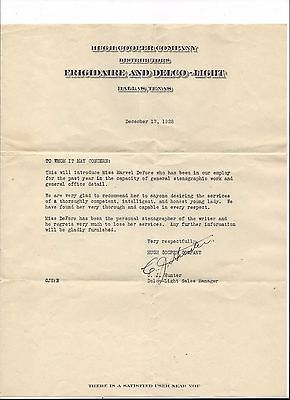 HUGH COOPER COMPANY
DISTRIBUTORS
FRIGIDAIRE AND DELCO-LIGHT
DALLAS, TEXAS
December 17, 1928
TO WHOM IT MAY CONCERN:
This will introduce Miss Marvel DeFore who has been in our employ
for the past year in the capacity of general stenographic work and
general office detail.
We are very glad to recommend her to anyone desiring the services
of a thoroughly competent, intelligent, and honest young lady. We
have found her very thorough and capable in every respect.
Miss DeFore has been the personal stenographer of the writer and
he regrets very much to lose her services. Any further information
will be gladly furnished.
Very respectfully,
HUGH COOPER COMPANY
C. J. Hunter
Delco-Light Sales Manager
THERE IS A SATISFIED USER NEAR YOU